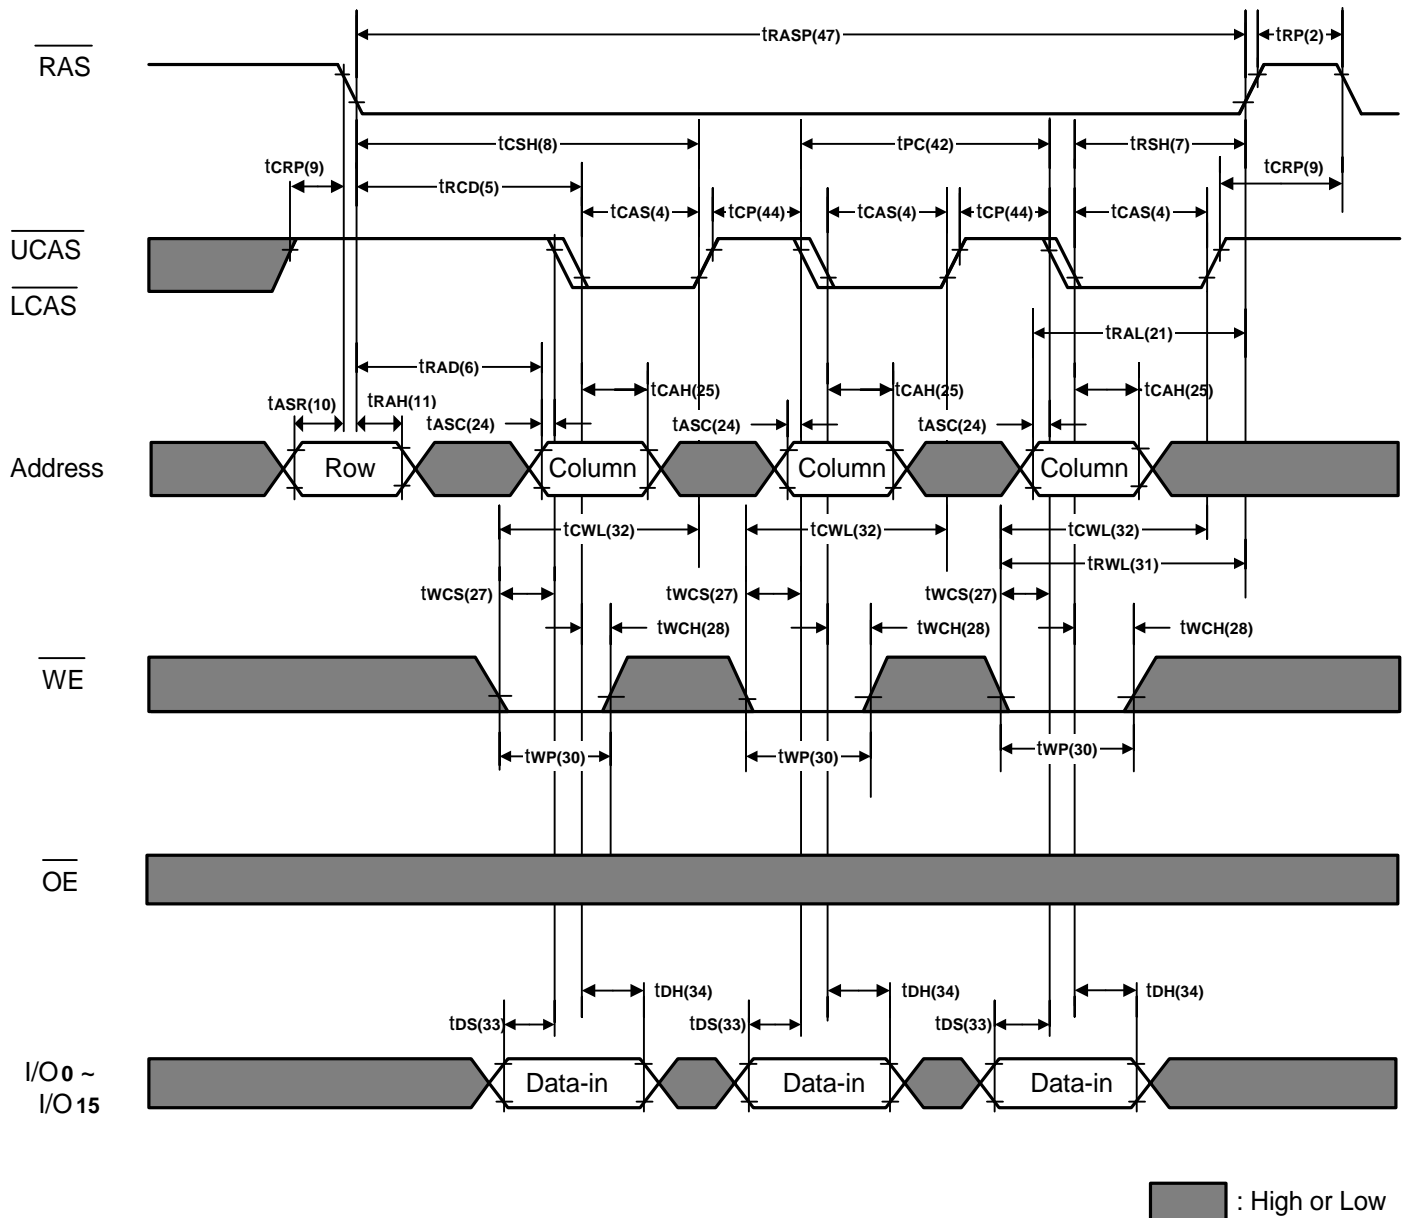 tRASP(47) tRP(2)
RAS
tCSH(8) tPC(42) tRSH(7)
tCRP(9) tRCD(5) tCRP(9)
tCAS(4) tCP(44) tCAS(4) tCP(44) tCAS(4)
UCAS
LCAS
tRAL(21)
tRAD(6)
tCAH(25) tCAH(25) tCAH(25)
tASR(10) tRAH(11) tASC(24) tASC(24) tASC(24)
Address Row Column Column Column
tCWL(32) tCWL(32) tCWL(32)
tRWL(31)
tWCS(27) tWCS(27) tWCS(27)
tWCH(28) tWCH(28) tWCH(28)
WE
tWP(30) tWP(30) tWP(30)
OE
tDH(34) tDH(34) tDH(34)
tDS(33) tDS(33) tDS(33)
I/O0 ~
I/O15
Data-in Data-in Data-in
: High or Low